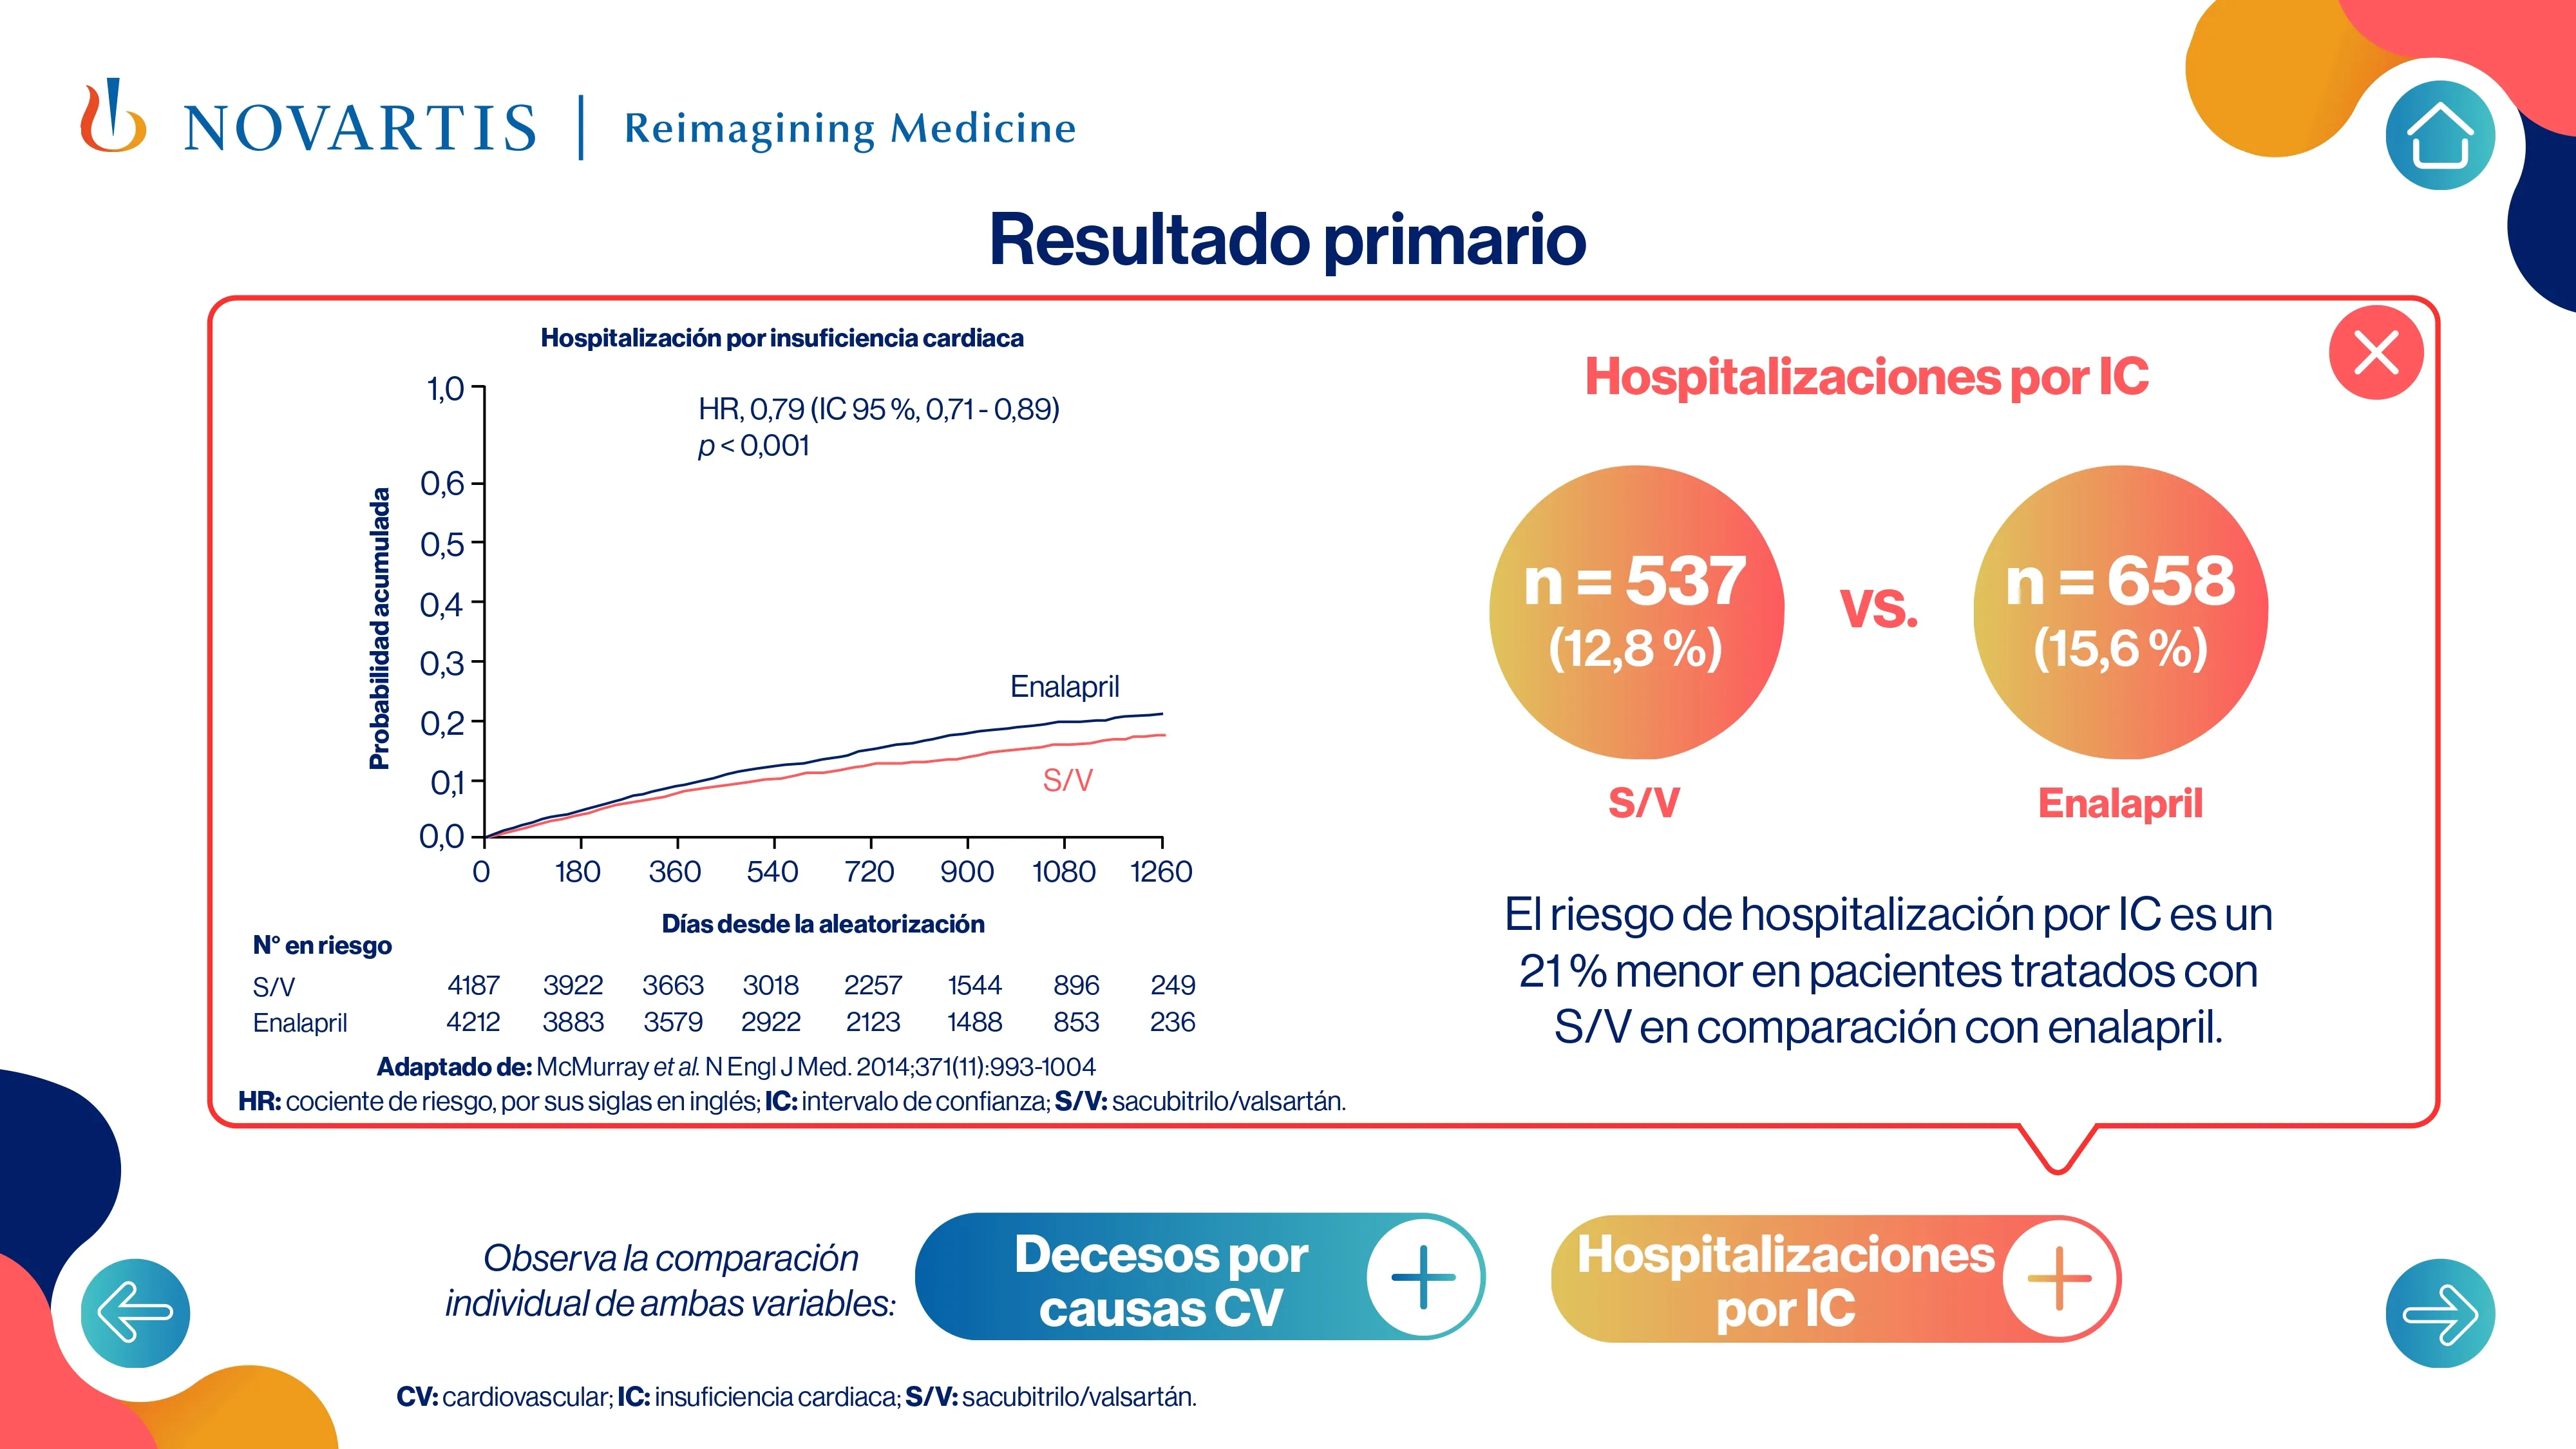 NOVARTIS | Reimagining Medicine
Resultado primario
Hospitalización por insuficiencia cardiaca
HR, 0,79 (IC 95 %, 0,71 - 0,89)
p < 0,001
Probabilidad acumulada
1,0
0,6
0,5
0,4
0,3
0,2
0,1
0,0
Enalapril
S/V
0 180 360 540 720 900 1080 1260
Días desde la aleatorización
N° en riesgo
S/V 4187 3922 3663 3018 2257 1544 896 249
Enalapril 4212 3883 3579 2922 2123 1488 853 236
Adaptado de: McMurray et al. N Engl J Med. 2014;371(11):993-1004
HR: cociente de riesgo, por sus siglas en inglés; IC: intervalo de confianza; S/V: sacubitrilo/valsartán.
Hospitalizaciones por IC
n = 537
(12,8 %)
S/V
VS.
n = 658
(15,6 %)
Enalapril
El riesgo de hospitalización por IC es un
21 % menor en pacientes tratados con
S/V en comparación con enalapril.
Observa la comparación
individual de ambas variables:
Decesos por
causas CV
Hospitalizaciones
por IC
CV: cardiovascular; IC: insuficiencia cardiaca; S/V: sacubitrilo/valsartán.